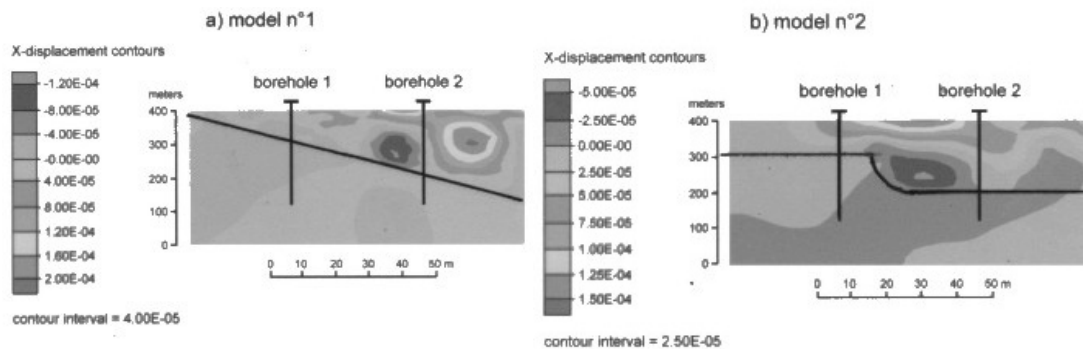 a) model n°1
X-displacement contours
-1.20E-04
-8.00E-05
-4.00E-05
-0.00E-00
4.00E-05
8.00E-05
1.20E-04
1.60E-04
2.00E-04
contour interval = 4.00E-05
borehole 1
borehole 2
meters
400
300
200
100
0
0 10 20 30 40 50 m
b) model n°2
X-displacement contours
-5.00E-05
-2.50E-05
0.00E-00
2.50E-05
5.00E-05
7.50E-05
1.00E-04
1.25E-04
1.50E-04
contour interval = 2.50E-05
borehole 1
borehole 2
meters
400
300
200
100
0
0 10 20 30 40 50 m